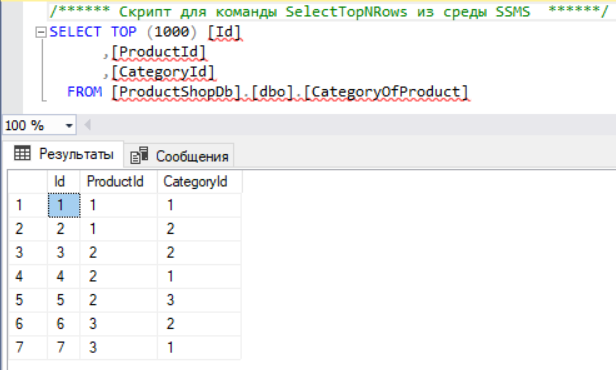 /****** Скрипт для команды SelectTopNRows из среды SSMS  ******/
SELECT TOP (1000) [Id]
,[ProductId]
,[CategoryId]
FROM [ProductShopDb].[dbo].[CategoryOfProduct]
100 %
Результаты Сообщения
Id ProductId CategoryId
1 1 1 1
2 2 1 2
3 3 2 2
4 4 2 1
5 5 2 3
6 6 3 2
7 7 3 1